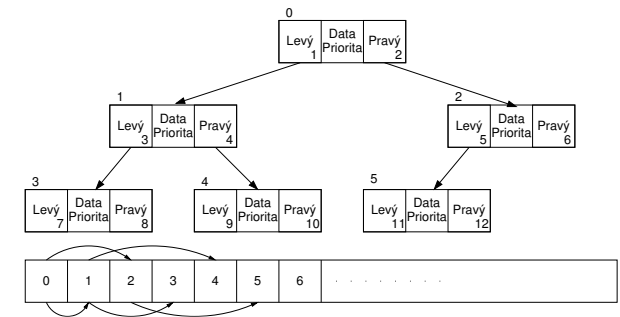 0
Levý 1 Data Priorita Pravý 2
1
Levý 3 Data Priorita Pravý 4
2
Levý 5 Data Priorita Pravý 6
3
Levý 7 Data Priorita Pravý 8
4
Levý 9 Data Priorita Pravý 10
5
Levý 11 Data Priorita Pravý 12
0 1 2 3 4 5 6 . . . . . . . .